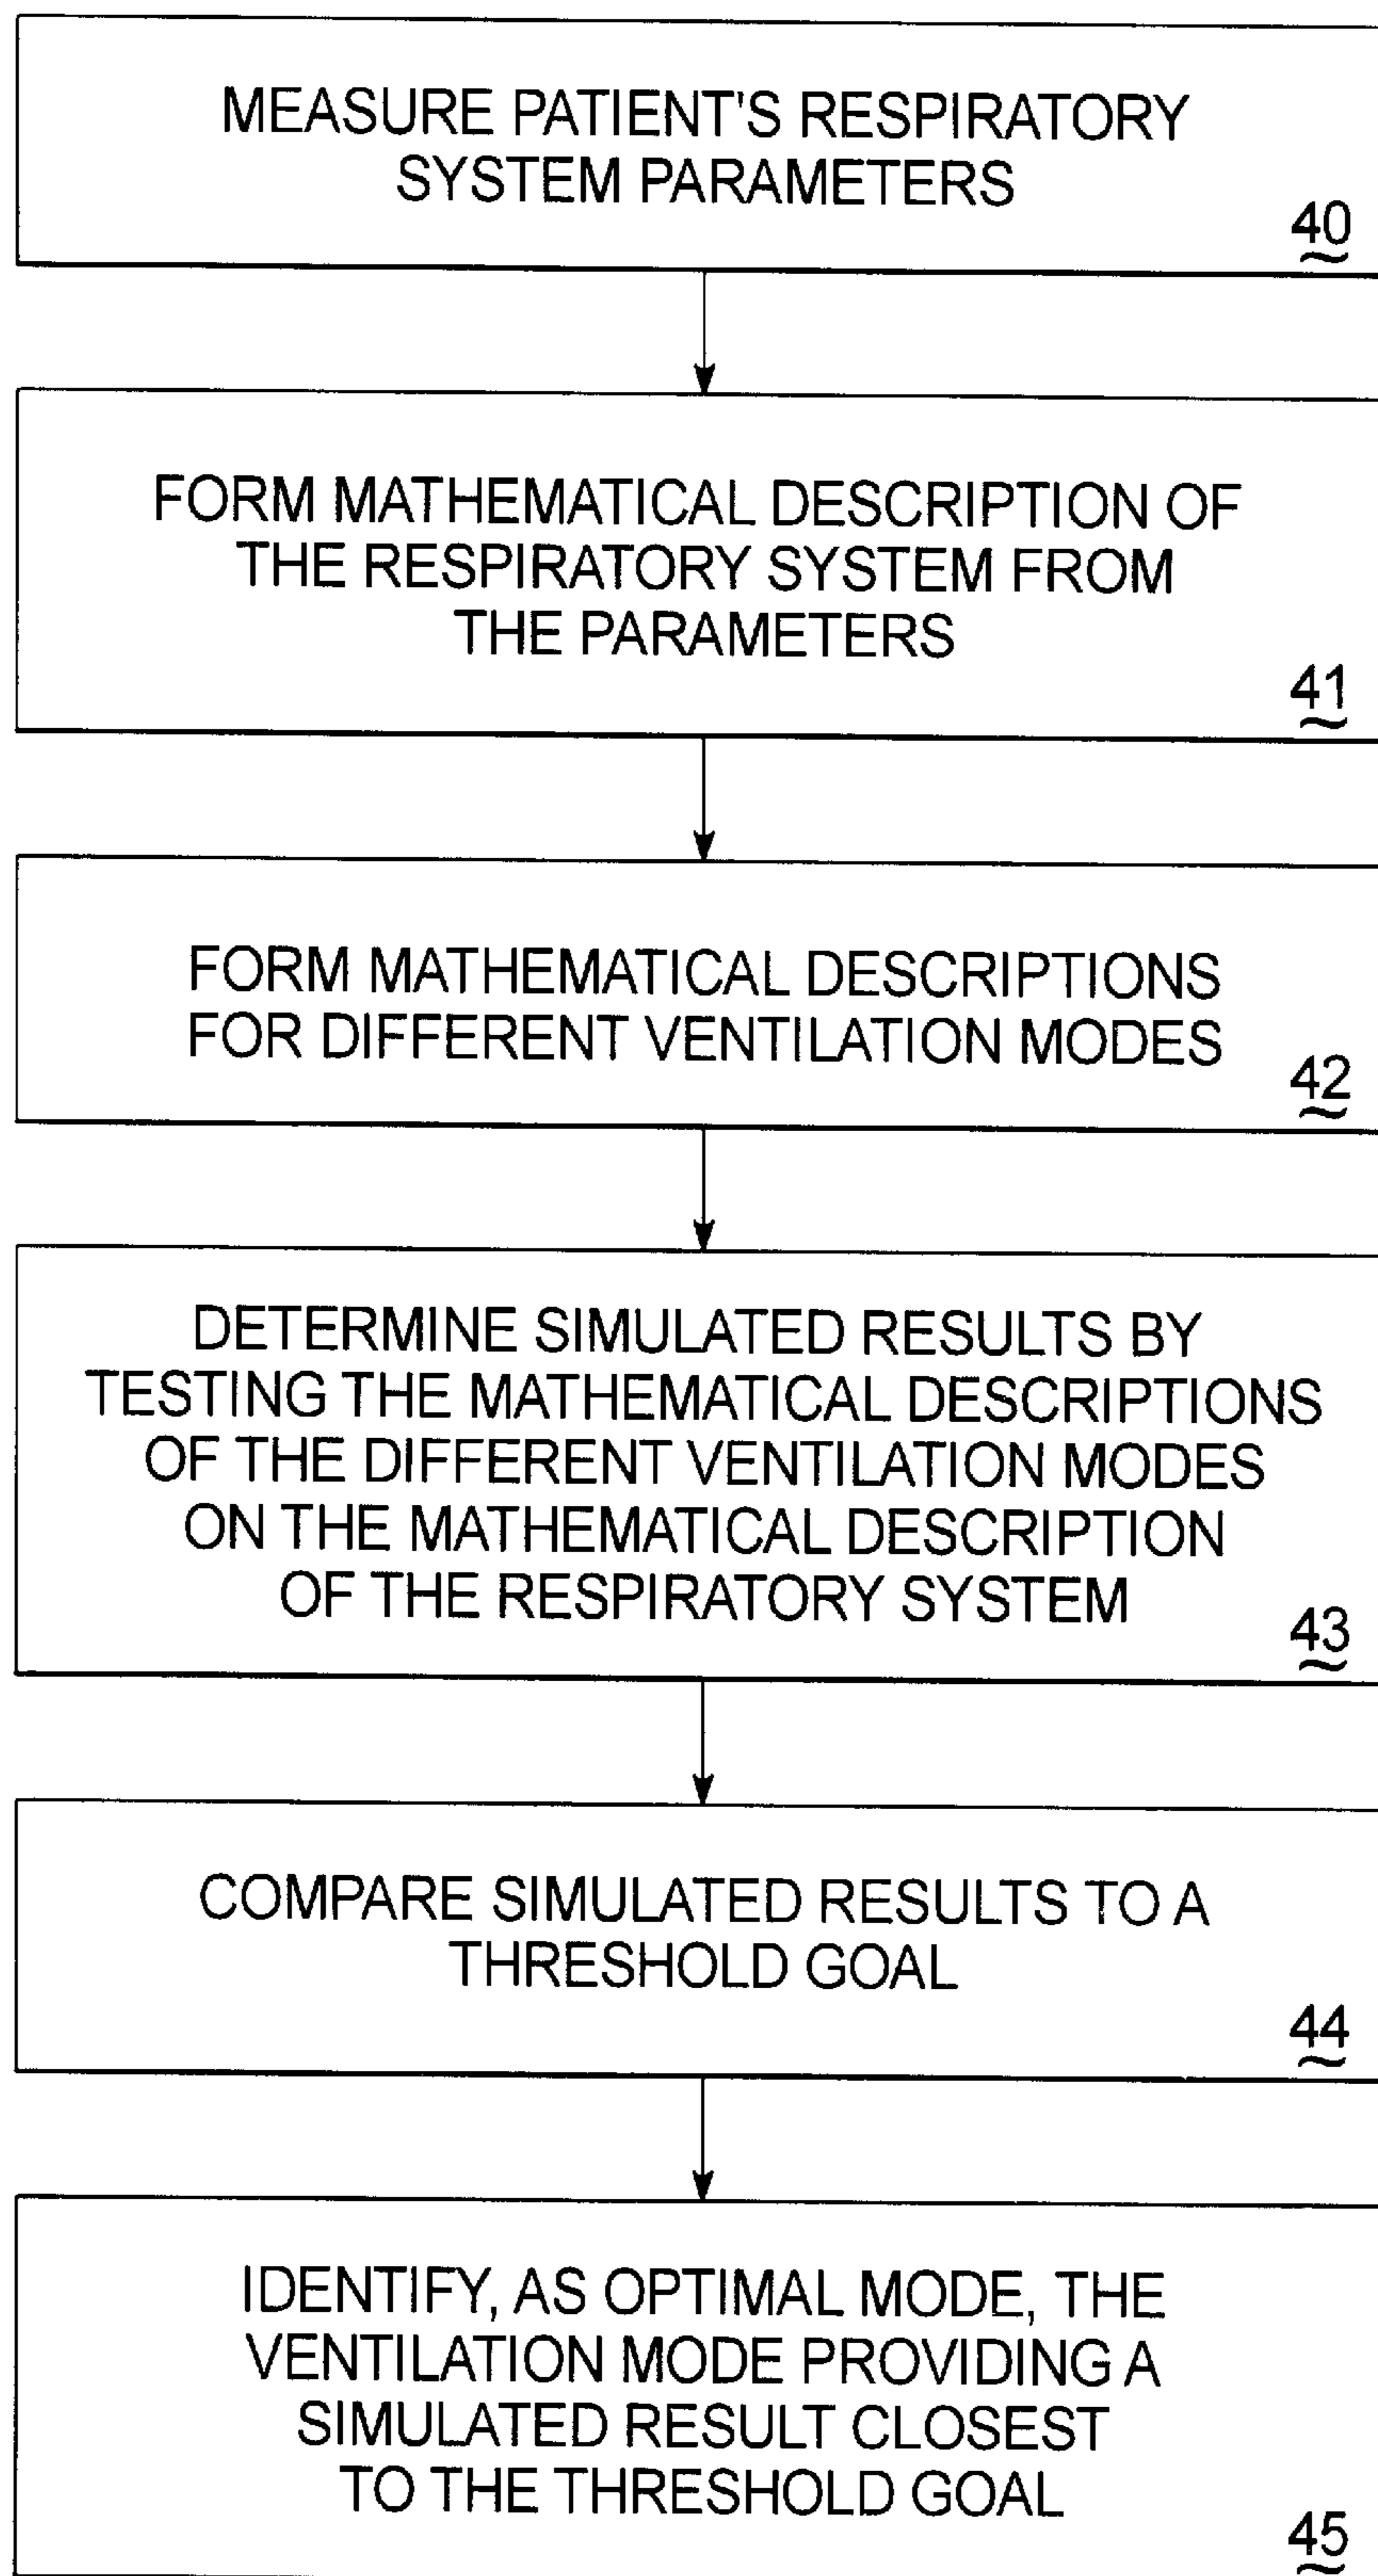 MEASURE PATIENT'S RESPIRATORY
SYSTEM PARAMETERS
40
FORM MATHEMATICAL DESCRIPTION OF
THE RESPIRATORY SYSTEM FROM
THE PARAMETERS
41
FORM MATHEMATICAL DESCRIPTIONS
FOR DIFFERENT VENTILATION MODES
42
DETERMINE SIMULATED RESULTS BY
TESTING THE MATHEMATICAL DESCRIPTIONS
OF THE DIFFERENT VENTILATION MODES
ON THE MATHEMATICAL DESCRIPTION
OF THE RESPIRATORY SYSTEM
43
COMPARE SIMULATED RESULTS TO A
THRESHOLD GOAL
44
IDENTIFY, AS OPTIMAL MODE, THE
VENTILATION MODE PROVIDING A
SIMULATED RESULT CLOSEST
TO THE THRESHOLD GOAL
45